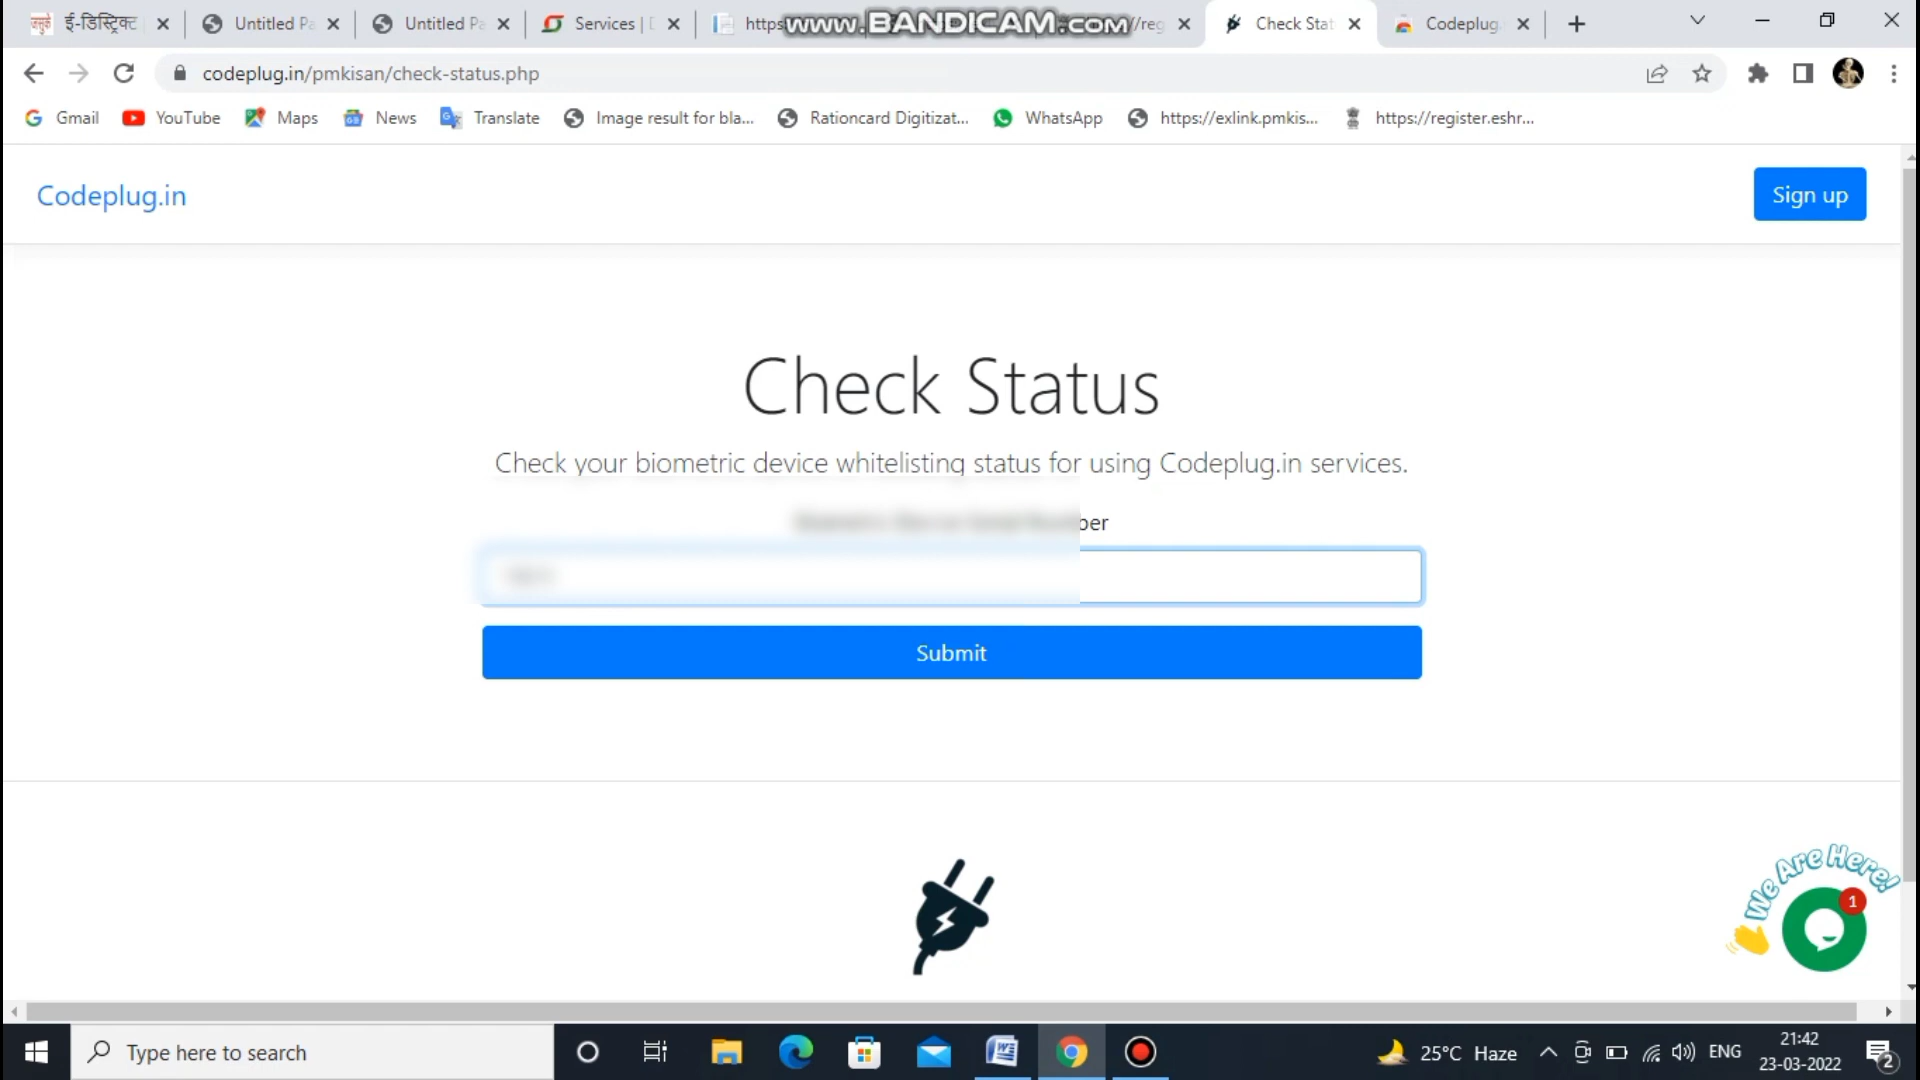 ई-डिस्ट्रिक्ट Untitled Pa Untitled Pa Services | https www.BANDICAM.com //reg Check Stat Codeplug.
codeplug.in/pmkisan/check-status.php
Gmail YouTube Maps News Translate Image result for bla... Rationcard Digitizat... WhatsApp https://exlink.pmkis... https://register.eshr...
Codeplug.in Sign up
Check Status
Check your biometric device whitelisting status for using Codeplug.in services.
ber
Submit
We Are Here!
1
Type here to search 25°C Haze ENG 21:42
23-03-2022 2